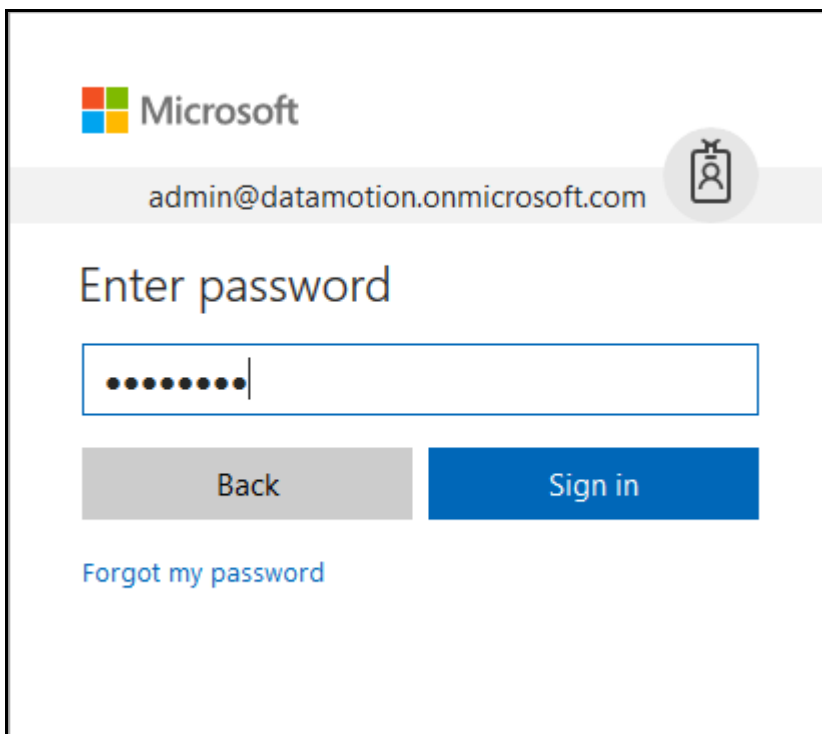 Microsoft
admin@datamotion.onmicrosoft.com
Enter password
••••••••
Back
Sign in
Forgot my password